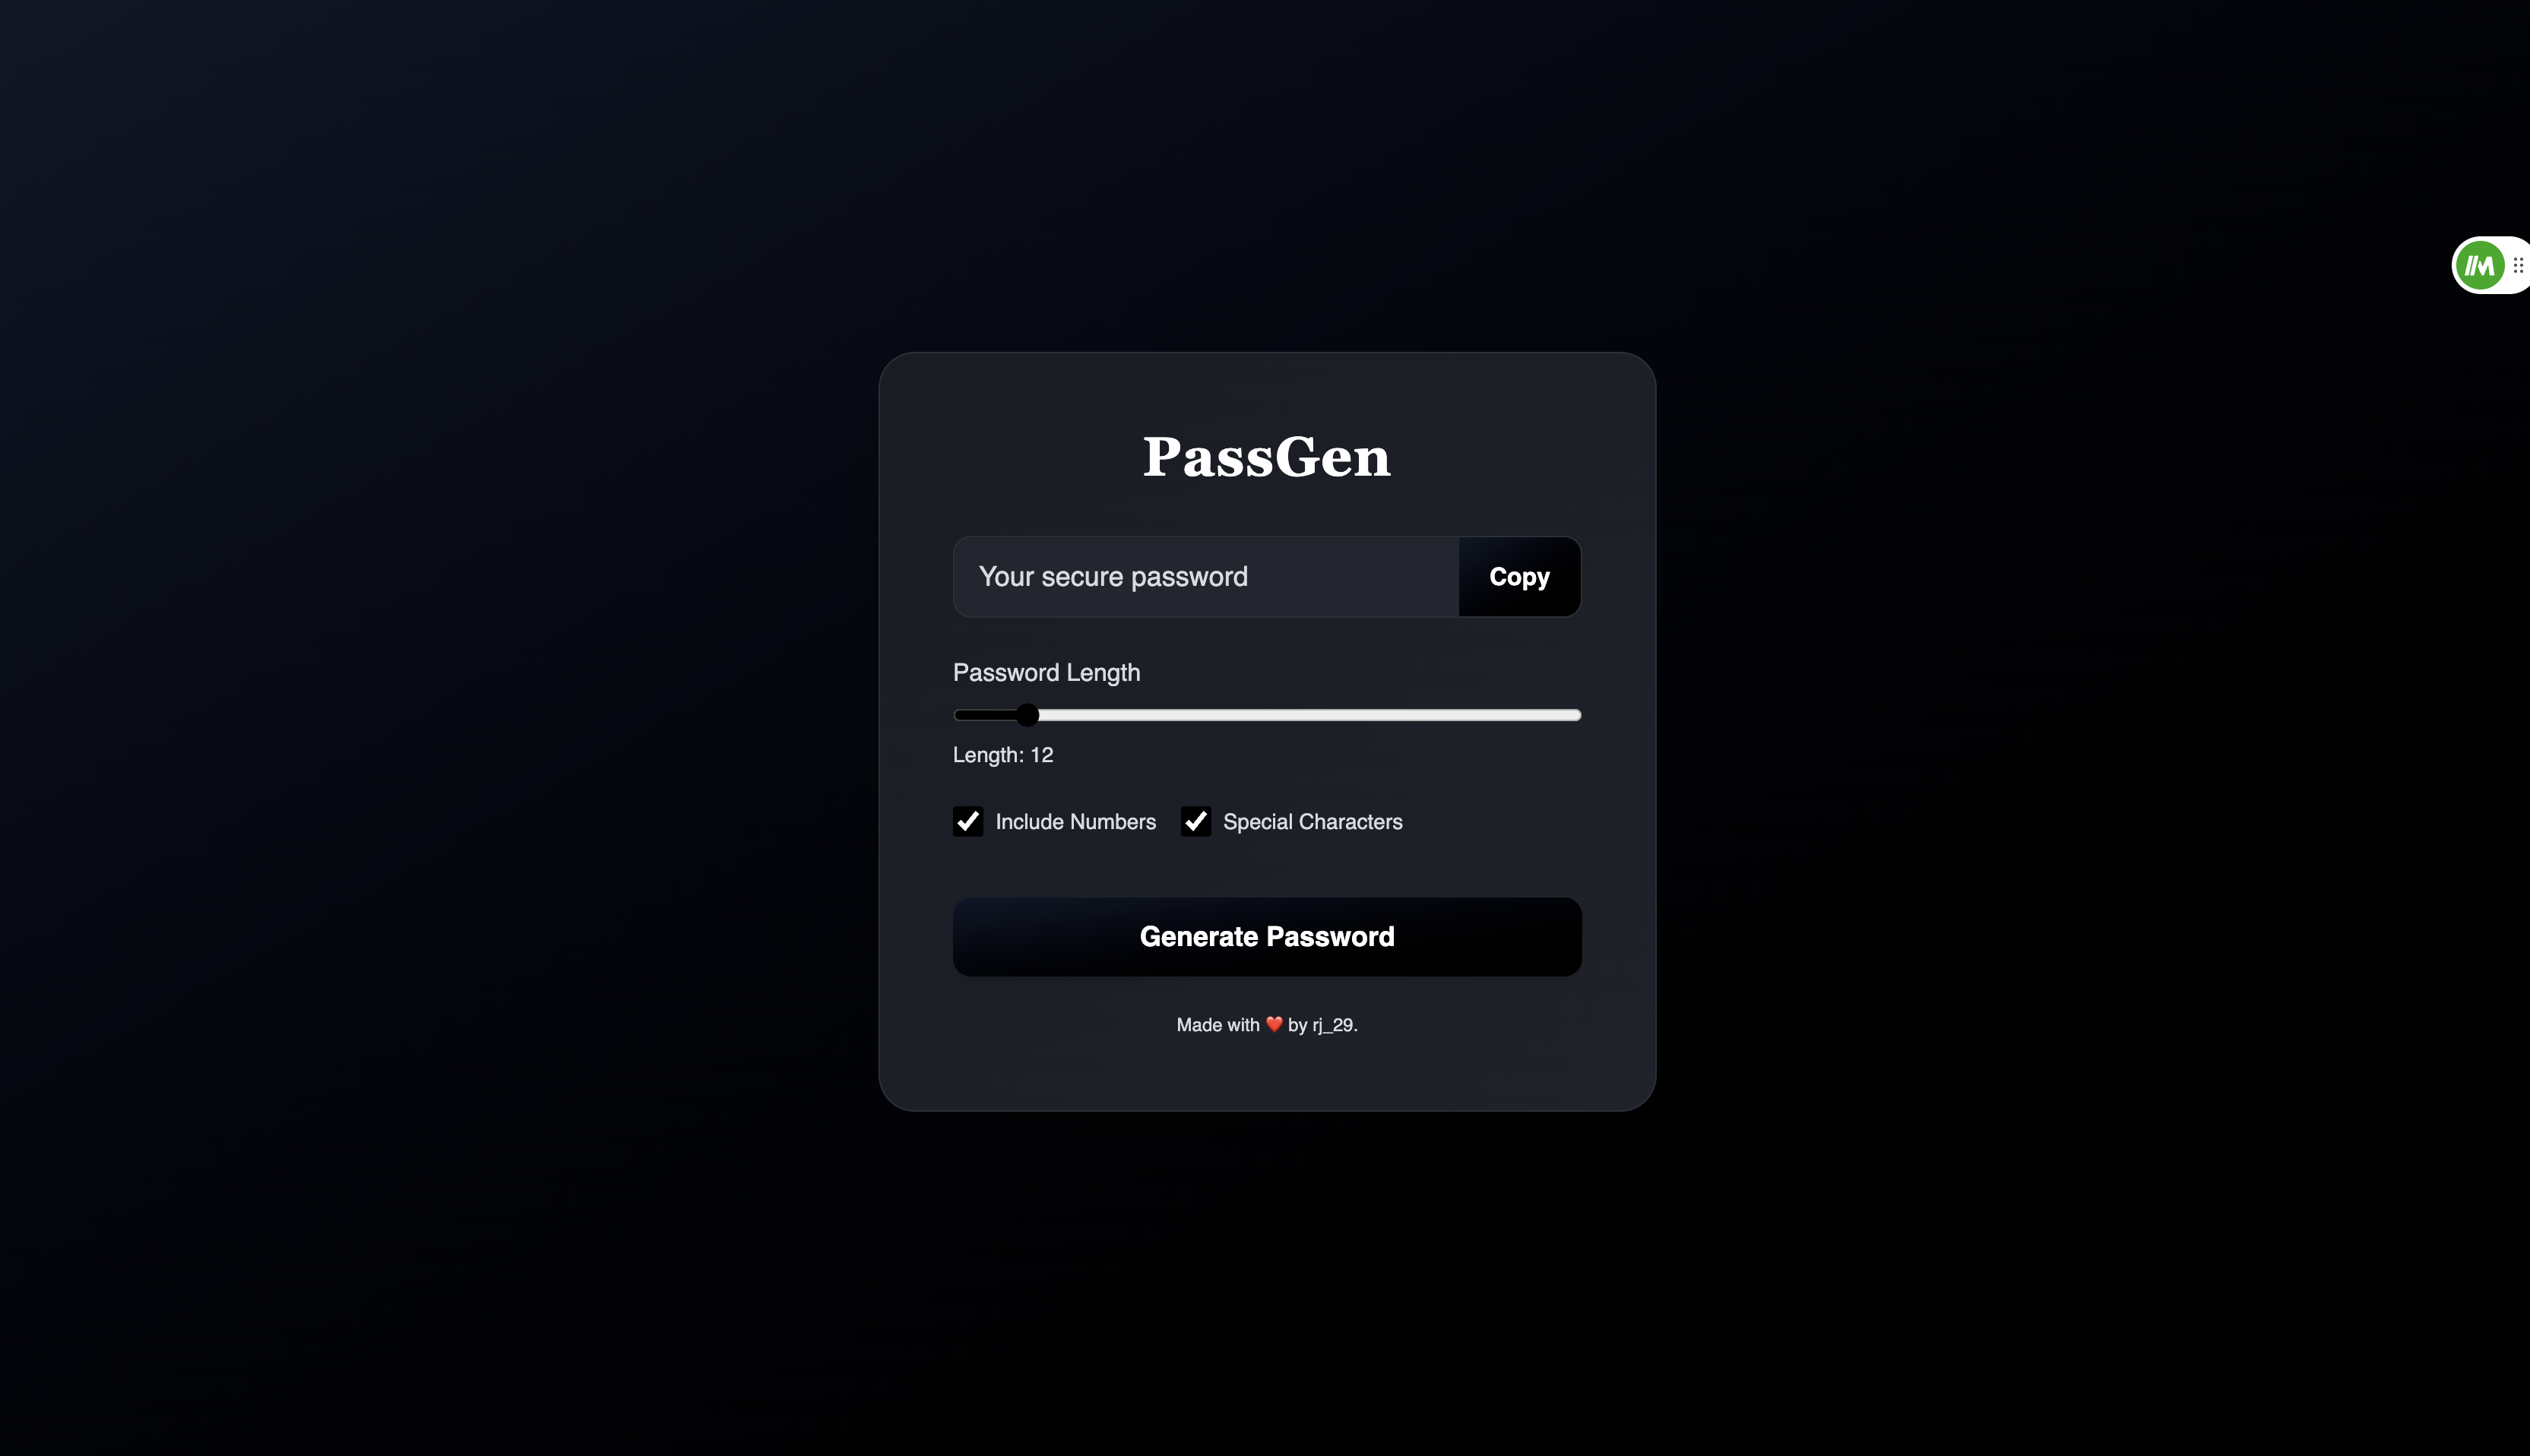 PassGen
Your secure password
Copy
Password Length
Length: 12
Include Numbers
Special Characters
Generate Password
Made with ❤️ by rj_29.